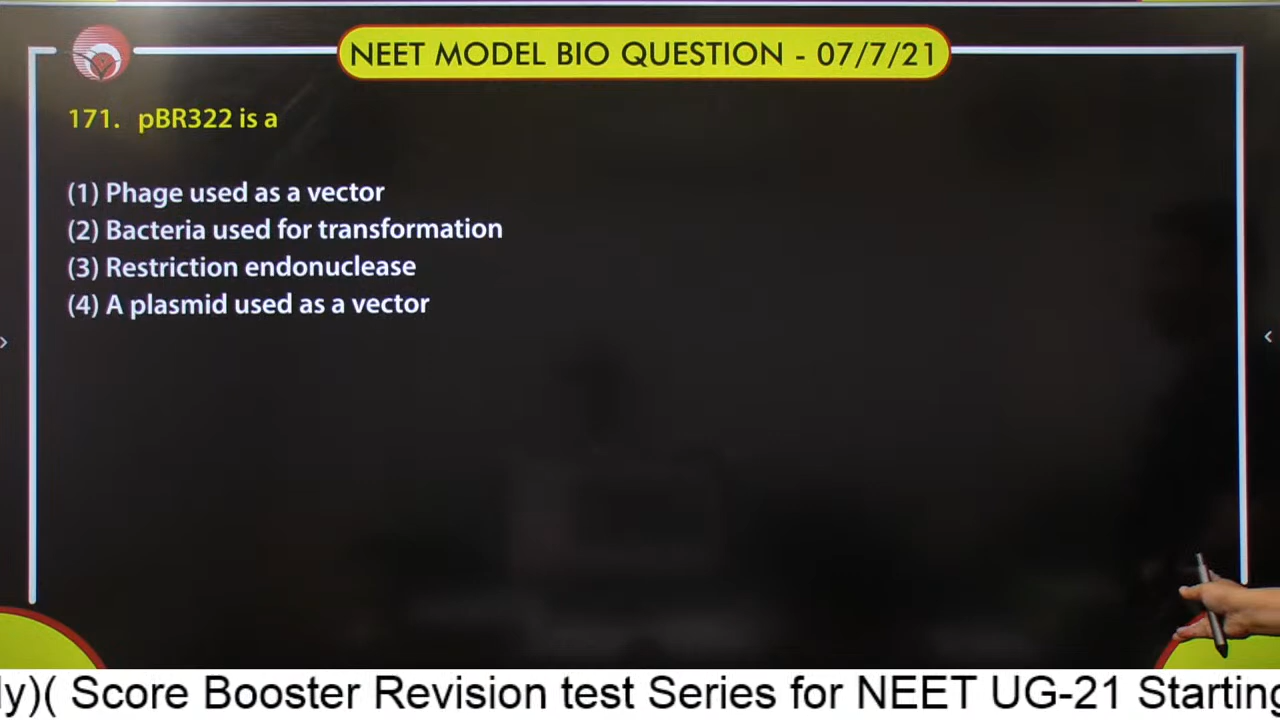 NEET MODEL BIO QUESTION - 07/7/21
171. pBR322 is a
(1) Phage used as a vector
(2) Bacteria used for transformation
(3) Restriction endonuclease
(4) A plasmid used as a vector
ly)( Score Booster Revision test Series for NEET UG-21 Starting